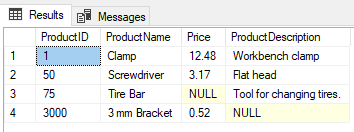 Results Messages
ProductID ProductName Price ProductDescription
1 1 Clamp 12.48 Workbench clamp
2 50 Screwdriver 3.17 Flat head
3 75 Tire Bar NULL Tool for changing tires.
4 3000 3 mm Bracket 0.52 NULL